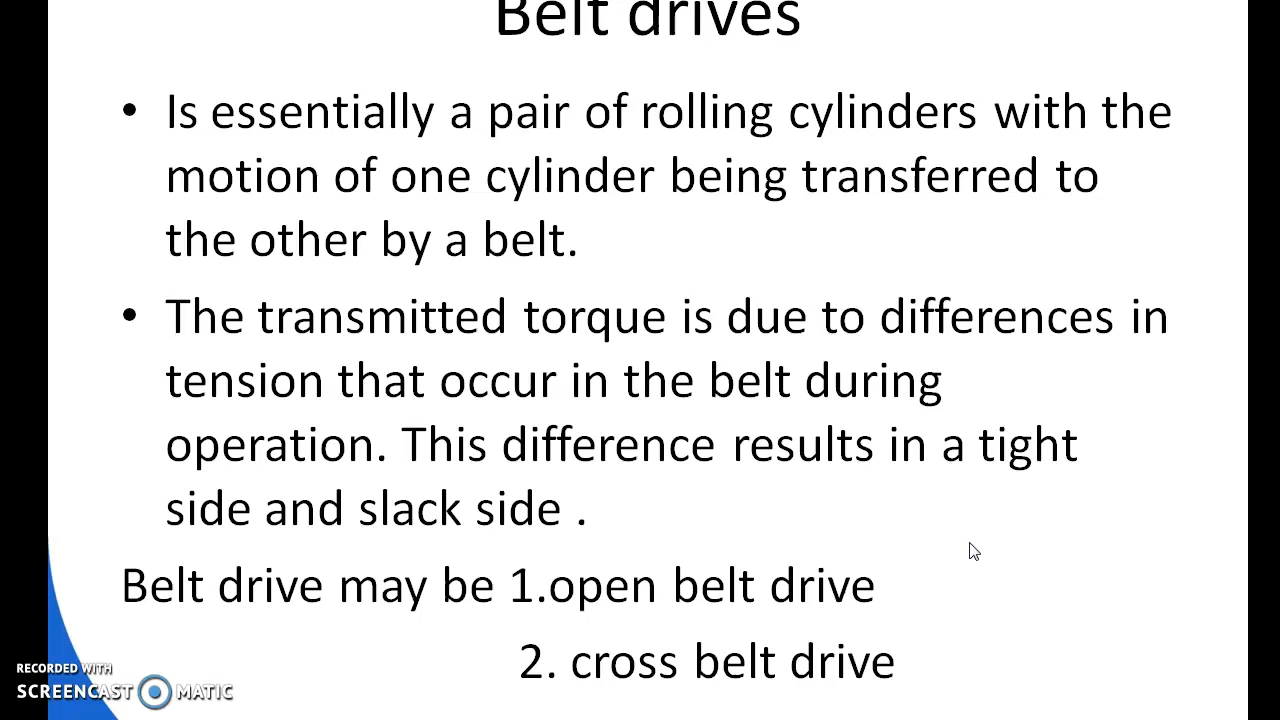 Belt drives
• Is essentially a pair of rolling cylinders with the
motion of one cylinder being transferred to
the other by a belt.
• The transmitted torque is due to differences in
tension that occur in the belt during
operation. This difference results in a tight
side and slack side .
Belt drive may be 1.open belt drive
2. cross belt drive
RECORDED WITH
SCREENCAST MATIC